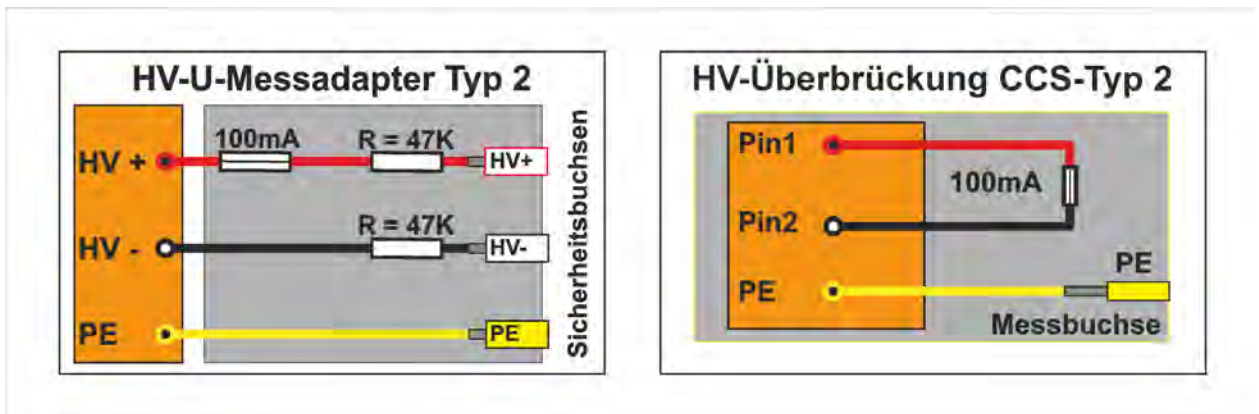 HV-U-Messadapter Typ 2
100mA
R = 47K
HV +
HV+
R = 47K
HV -
HV-
PE
PE
Sicherheitsbuchsen
HV-Überbrückung CCS-Typ 2
Pin1
100mA
Pin2
PE
PE
Messbuchse